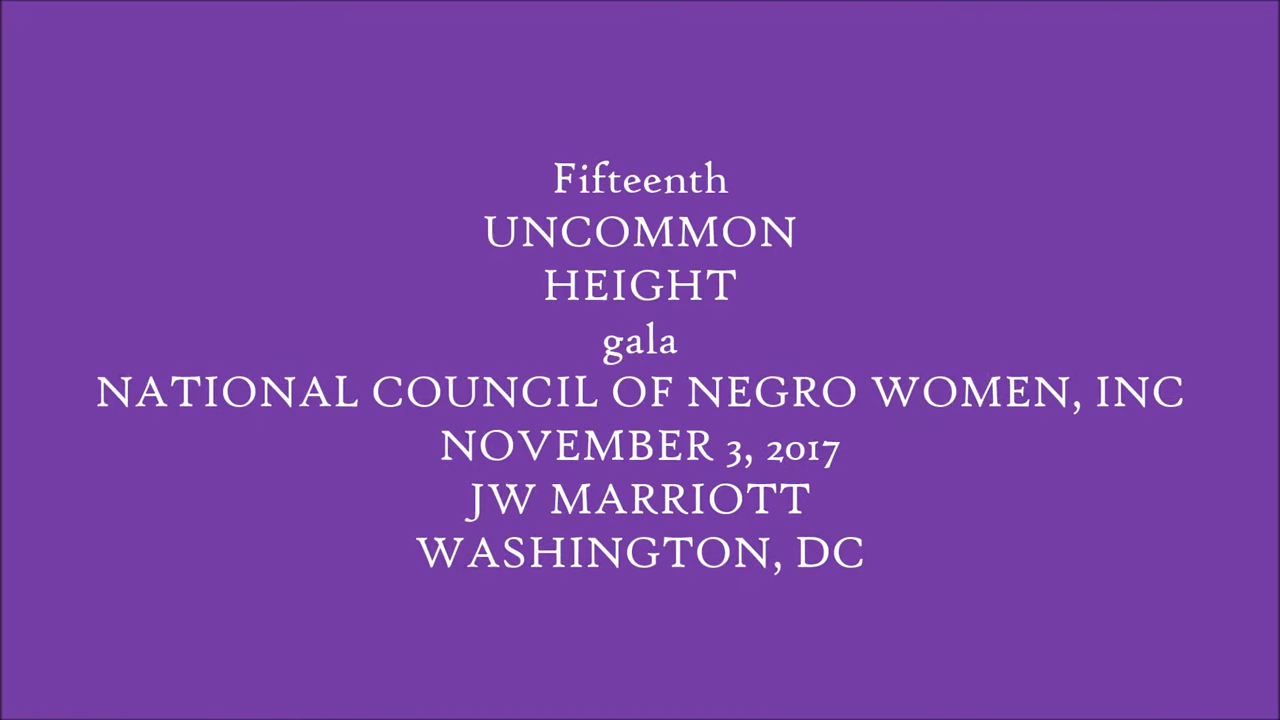 Fifteenth
UNCOMMON
HEIGHT
gala
NATIONAL COUNCIL OF NEGRO WOMEN, INC
NOVEMBER 3, 2017
JW MARRIOTT
WASHINGTON, DC